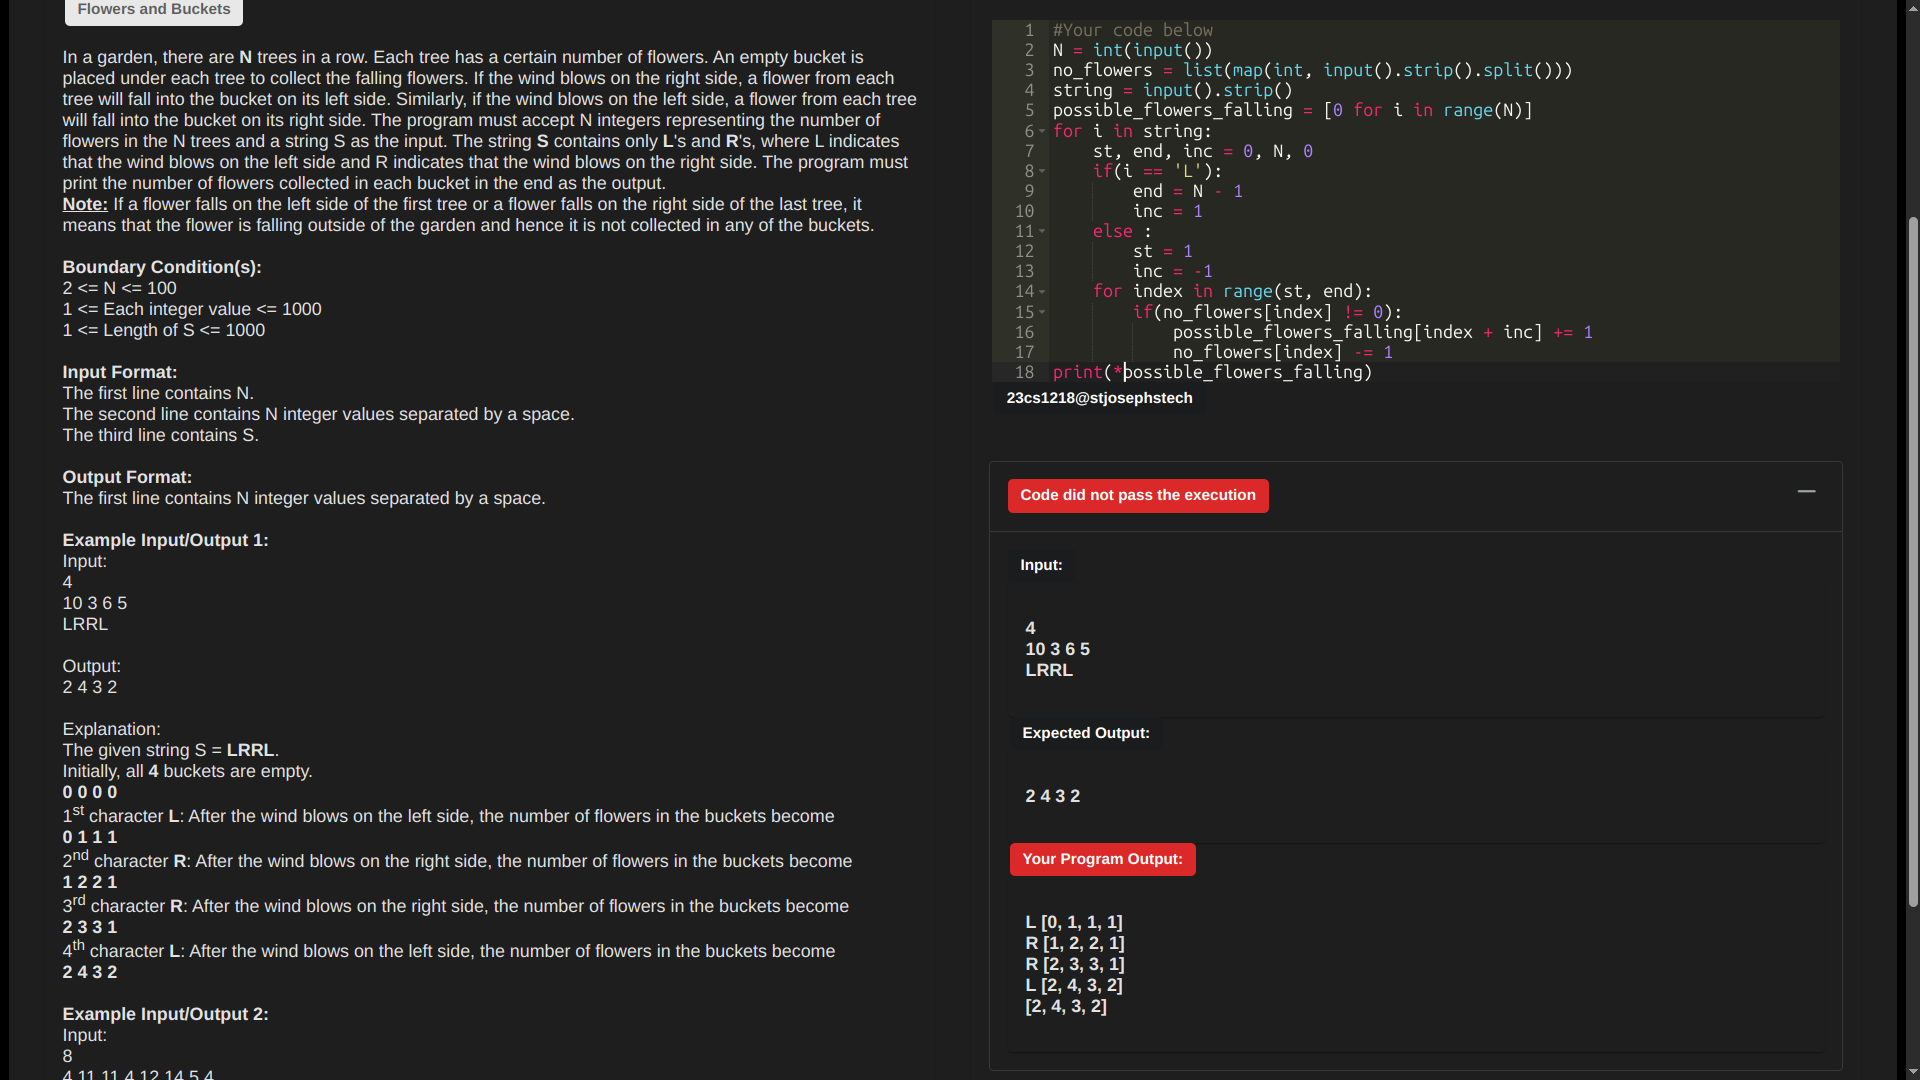 Flowers and Buckets
In a garden, there are N trees in a row. Each tree has a certain number of flowers. An empty bucket is
placed under each tree to collect the falling flowers. If the wind blows on the right side, a flower from each
tree will fall into the bucket on its left side. Similarly, if the wind blows on the left side, a flower from each tree
will fall into the bucket on its right side. The program must accept N integers representing the number of
flowers in the N trees and a string S as the input. The string S contains only L's and R's, where L indicates
that the wind blows on the left side and R indicates that the wind blows on the right side. The program must
print the number of flowers collected in each bucket in the end as the output.
Note: If a flower falls on the left side of the first tree or a flower falls on the right side of the last tree, it
means that the flower is falling outside of the garden and hence it is not collected in any of the buckets.
Boundary Condition(s):
2 <= N <= 100
1 <= Each integer value <= 1000
1 <= Length of S <= 1000
Input Format:
The first line contains N.
The second line contains N integer values separated by a space.
The third line contains S.
Output Format:
The first line contains N integer values separated by a space.
Example Input/Output 1:
Input:
4
10 3 6 5
LRRL
Output:
2 4 3 2
Explanation:
The given string S = LRRL.
Initially, all 4 buckets are empty.
0 0 0 0
1st character L: After the wind blows on the left side, the number of flowers in the buckets become
0 1 1 1
2nd character R: After the wind blows on the right side, the number of flowers in the buckets become
1 2 2 1
3rd character R: After the wind blows on the right side, the number of flowers in the buckets become
2 3 3 1
4th character L: After the wind blows on the left side, the number of flowers in the buckets become
2 4 3 2
Example Input/Output 2:
Input:
8
4 11 11 4 12 14 5 4
1 #Your code below
2 N = int(input())
3 no_flowers = list(map(int, input().strip().split()))
4 string = input().strip()
5 possible_flowers_falling = [0 for i in range(N)]
6 for i in string:
7 st, end, inc = 0, N, 0
8 if(i == 'L'):
9 end = N - 1
10 inc = 1
11 else :
12 st = 1
13 inc = -1
14 for index in range(st, end):
15 if(no_flowers[index] != 0):
16 possible_flowers_falling[index + inc] += 1
17 no_flowers[index] -= 1
18 print(*possible_flowers_falling)
23cs1218@stjosephstech
Code did not pass the execution
Input:
4
10 3 6 5
LRRL
Expected Output:
2 4 3 2
Your Program Output:
L [0, 1, 1, 1]
R [1, 2, 2, 1]
R [2, 3, 3, 1]
L [2, 4, 3, 2]
[2, 4, 3, 2]